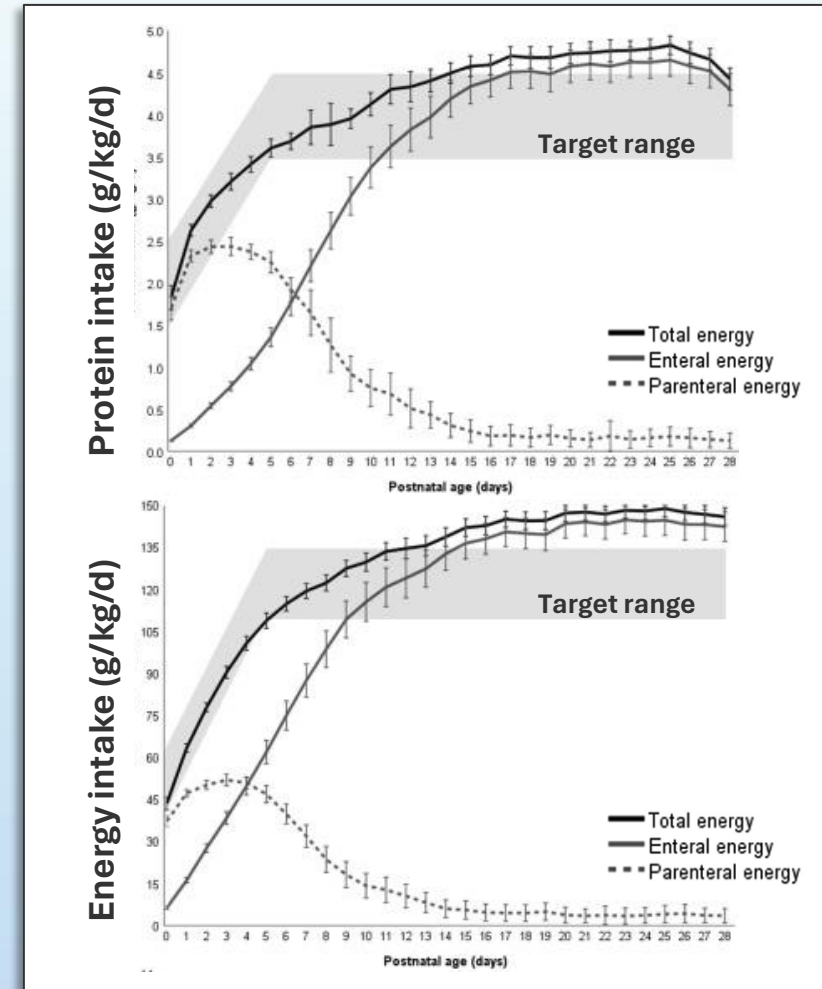 Protein intake (g/kg/d)
5.0
4.5
4.0
3.5
3.0
2.5
2.0
1.5
1.0
0.5
0.0
Target range
Total energy
Enteral energy
Parenteral energy
0 1 2 3 4 5 6 7 8 9 10 11 12 13 14 15 16 17 18 19 20 21 22 23 24 25 26 27 28
Postnatal age (days)
Energy intake (g/kg/d)
150
135
120
105
90
75
60
45
30
15
0
Target range
Total energy
Enteral energy
Parenteral energy
0 1 2 3 4 5 6 7 8 9 10 11 12 13 14 15 16 17 18 19 20 21 22 23 24 25 26 27 28
Postnatal age (days)